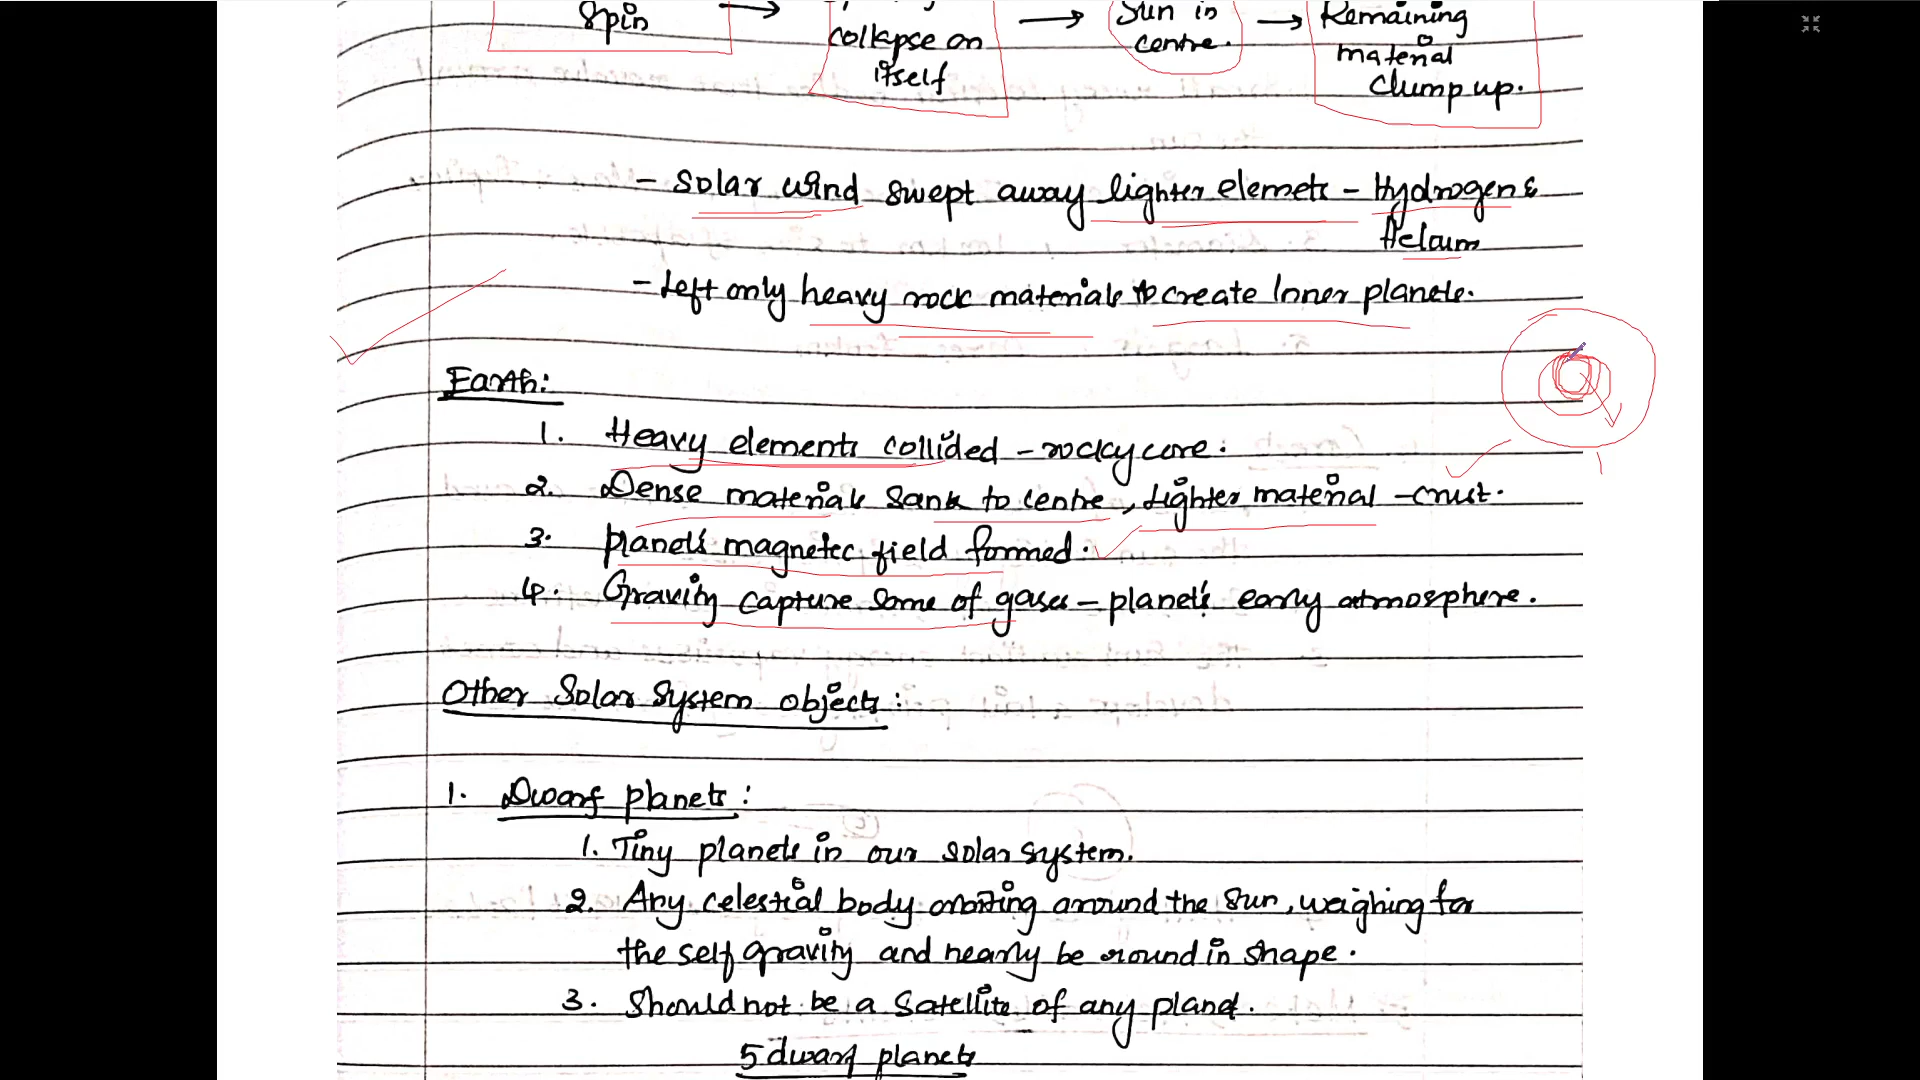 Spin → collapse on itself → Sun in centre. → Remaining material clump up.
- Solar wind swept away lighter elemets - Hydrogen &
Helaum
- Left only heavy rock materials to create Inner planets.
Earth:
1. Heavy elements collided - rocky core.
2. Dense materials sank to centre, lighter material - crust.
3. Planet's magnetec field formed.
4. Gravity capture some of gases - planet's early atmosphere.
Other Solar System objects:
1. Dwarf planets:
1. Tiny planets in our solar system.
2. Any celestial body orbiting around the sun, weighing for
the self gravity and nearly be round in shape.
3. Should not be a satellite of any planet.
5 dwarf planets